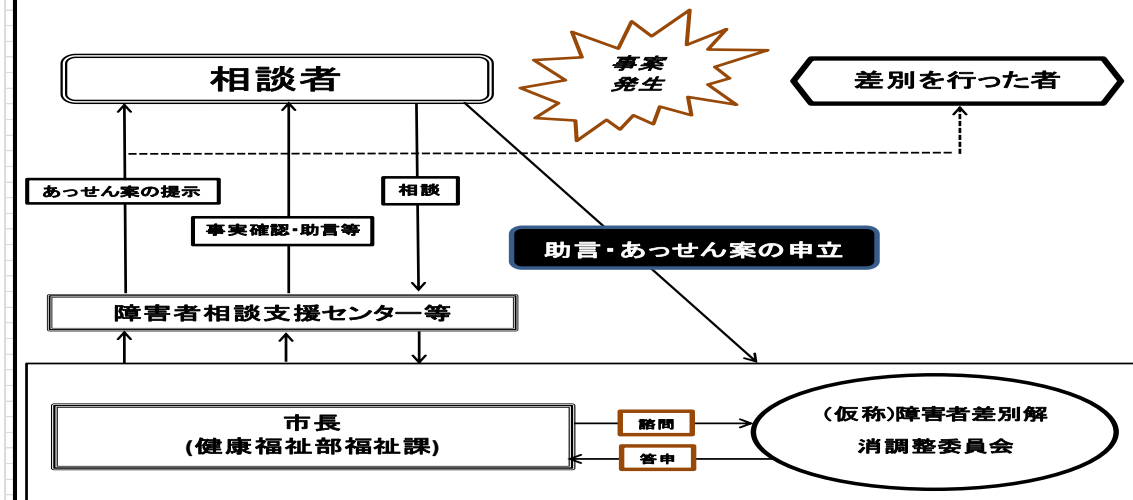 相談者
事案
発生
差別を行った者
あっせん案の提示
相談
事実確認・助言等
助言・あっせん案の申立
障害者相談支援センター等
市長
(健康福祉部福祉課)
諮問
答申
(仮称)障害者差別解
消調整委員会